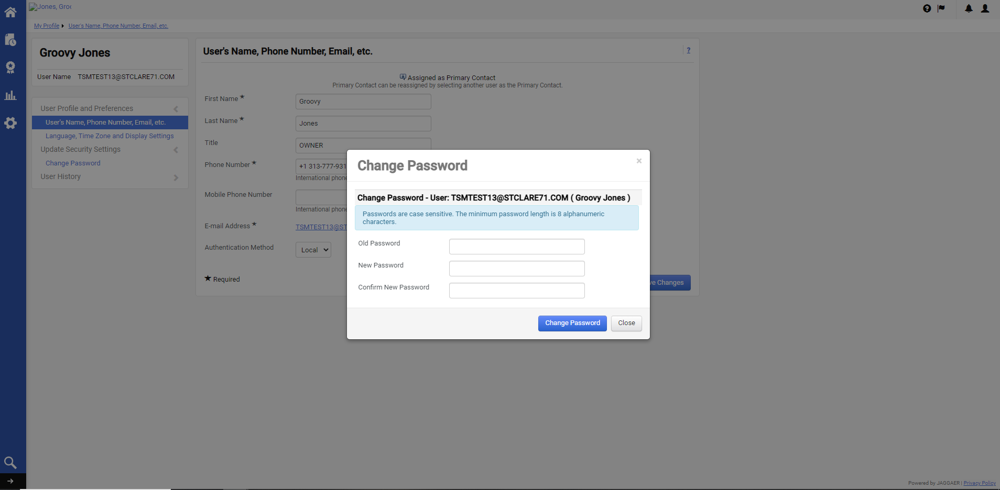 Jones, Groo
My Profile User's Name, Phone Number, Email, etc.
Groovy Jones
User Name TSMTEST13@STCLARE71.COM
User Profile and Preferences
User's Name, Phone Number, Email, etc.
Language, Time Zone and Display Settings
Update Security Settings
Change Password
User History
User's Name, Phone Number, Email, etc.
?
Assigned as Primary Contact
Primary Contact can be reassigned by selecting another user as the Primary Contact.
First Name ★ Groovy
Last Name ★ Jones
Title OWNER
Phone Number ★ +1 313-777-931
International phone
Mobile Phone Number
International phone
E-mail Address ★ TSMTEST13@ST
Authentication Method Local
★ Required
ve Changes
Change Password
×
Change Password - User: TSMTEST13@STCLARE71.COM ( Groovy Jones )
Passwords are case sensitive. The minimum password length is 8 alphanumeric
characters.
Old Password
New Password
Confirm New Password
Change Password Close
Powered by JAGGAER | Privacy Policy